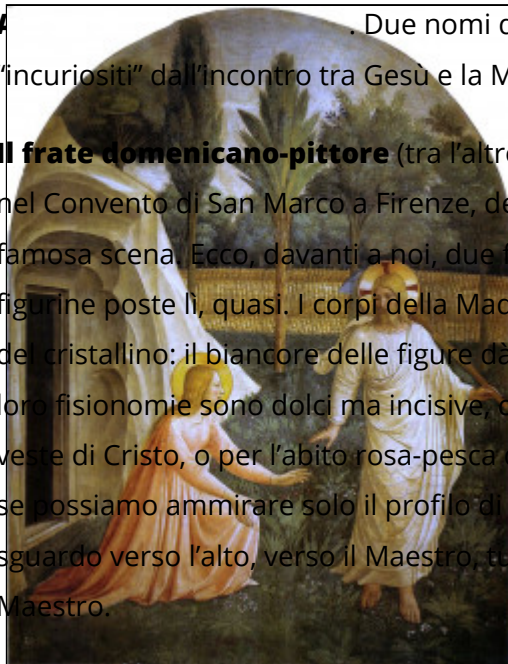 . Due nomi
"incuriositi" dall'incontro tra Gesù e la
Il frate domenicano-pittore (tra l'altro
nel Convento di San Marco a Firenze,
famosa scena. Ecco, davanti a noi, due
figurine poste lì, quasi. I corpi della
del cristallino: il biancore delle figure dà
loro fisionomie sono dolci ma incisive,
veste di Cristo, o per l'abito rosa-pesca
se possiamo ammirare solo il profilo di
sguardo verso l'alto, verso il Maestro,
Maestro.